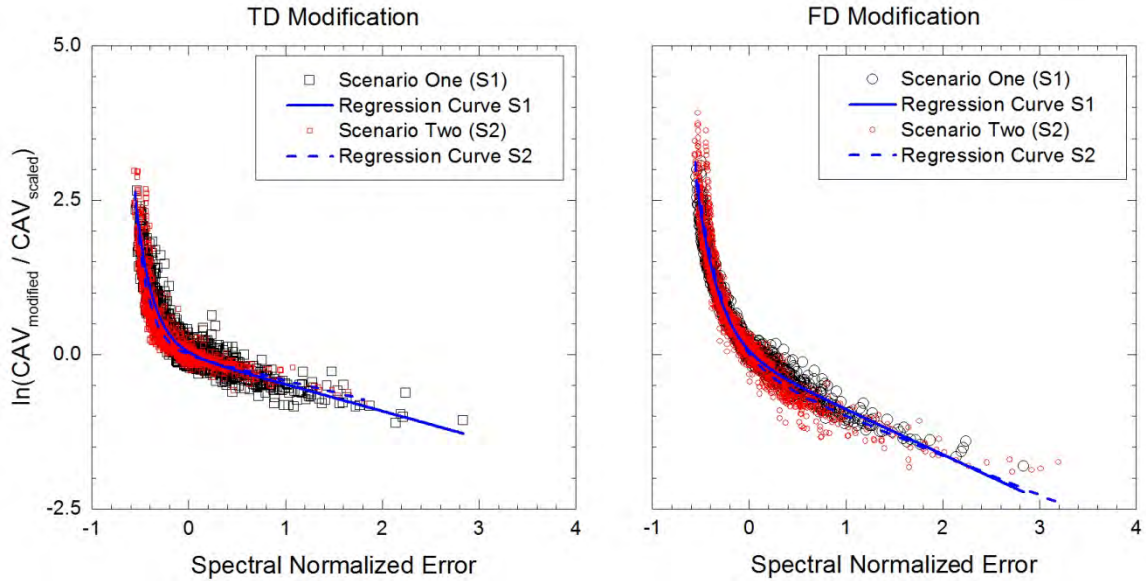 TD Modification
5.0
2.5
0.0
-2.5
ln(CAVmodified / CAVscaled)
Scenario One (S1)
Regression Curve S1
Scenario Two (S2)
Regression Curve S2
-1 0 1 2 3 4
Spectral Normalized Error
FD Modification
Scenario One (S1)
Regression Curve S1
Scenario Two (S2)
Regression Curve S2
-1 0 1 2 3 4
Spectral Normalized Error